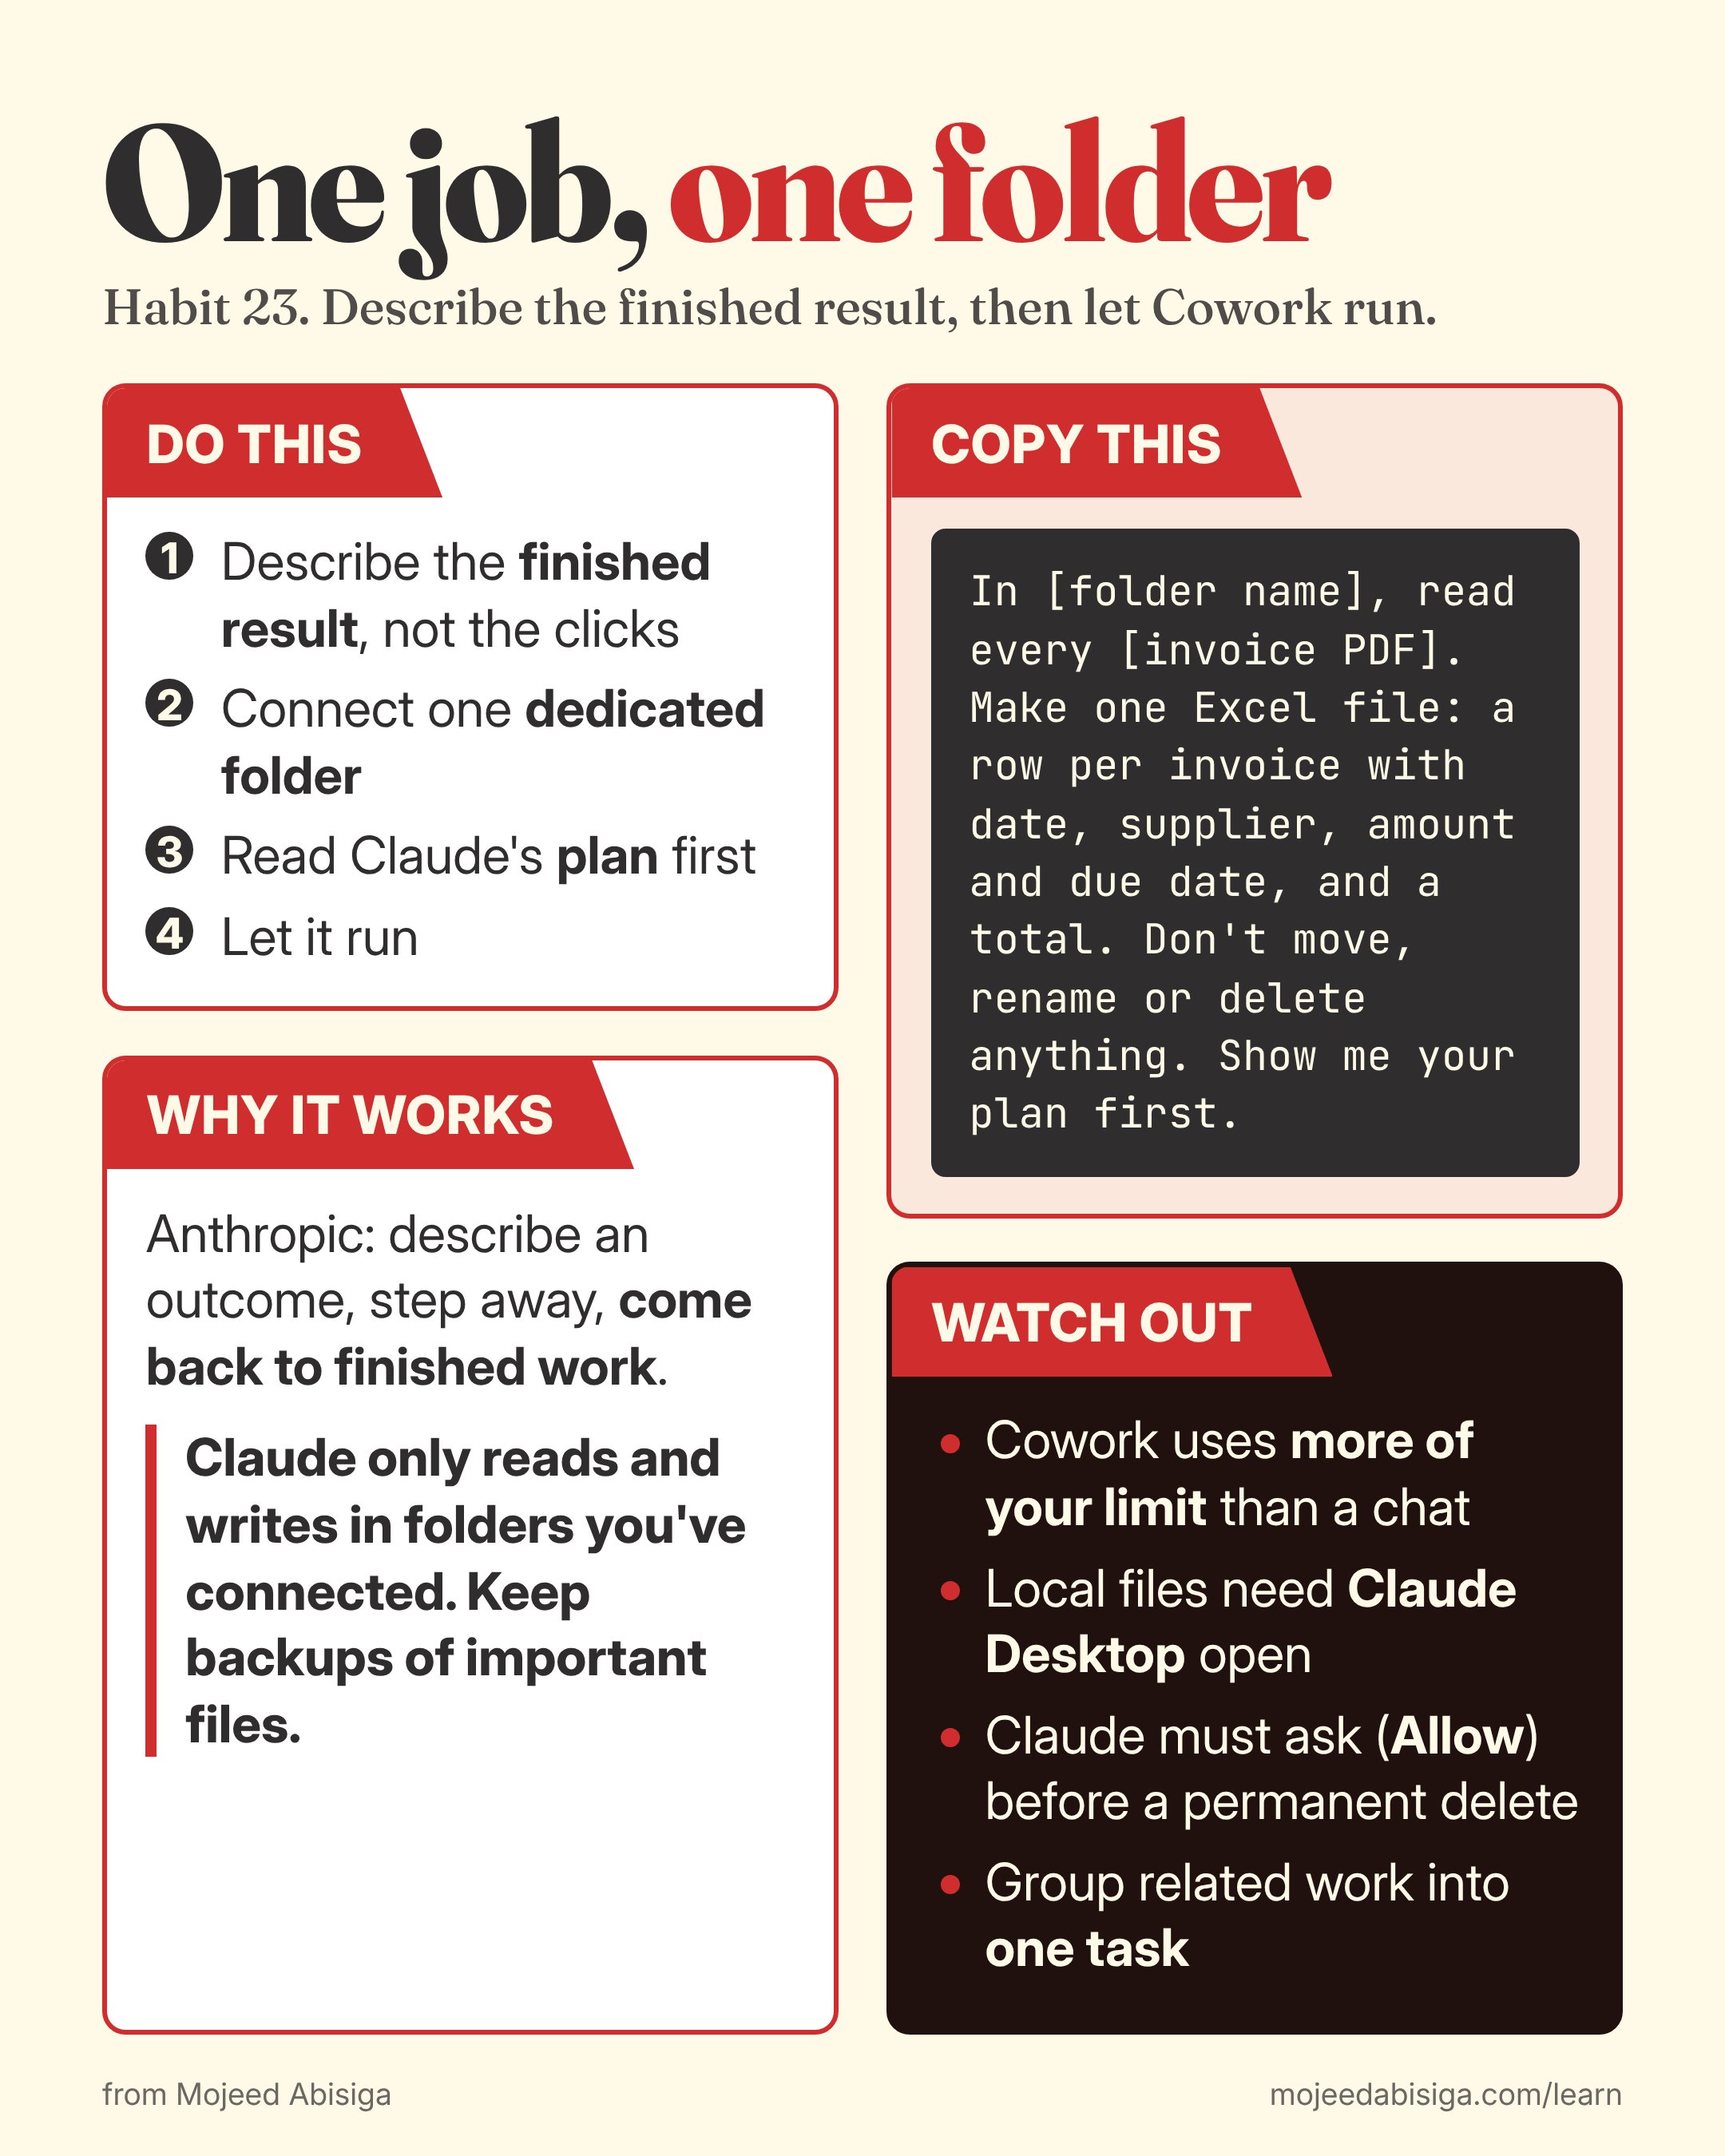 One job, one folder
Habit 23. Describe the finished result, then let Cowork run.
DO THIS
1 Describe the finished
result, not the clicks
2 Connect one dedicated
folder
3 Read Claude's plan first
4 Let it run
WHY IT WORKS
Anthropic: describe an
outcome, step away, come
back to finished work.
Claude only reads and
writes in folders you've
connected. Keep
backups of important
files.
COPY THIS
In [folder name], read
every [invoice PDF].
Make one Excel file: a
row per invoice with
date, supplier, amount
and due date, and a
total. Don't move,
rename or delete
anything. Show me your
plan first.
WATCH OUT
• Cowork uses more of
your limit than a chat
• Local files need Claude
Desktop open
• Claude must ask (Allow)
before a permanent delete
• Group related work into
one task
from Mojeed Abisiga
mojeedabisiga.com/learn